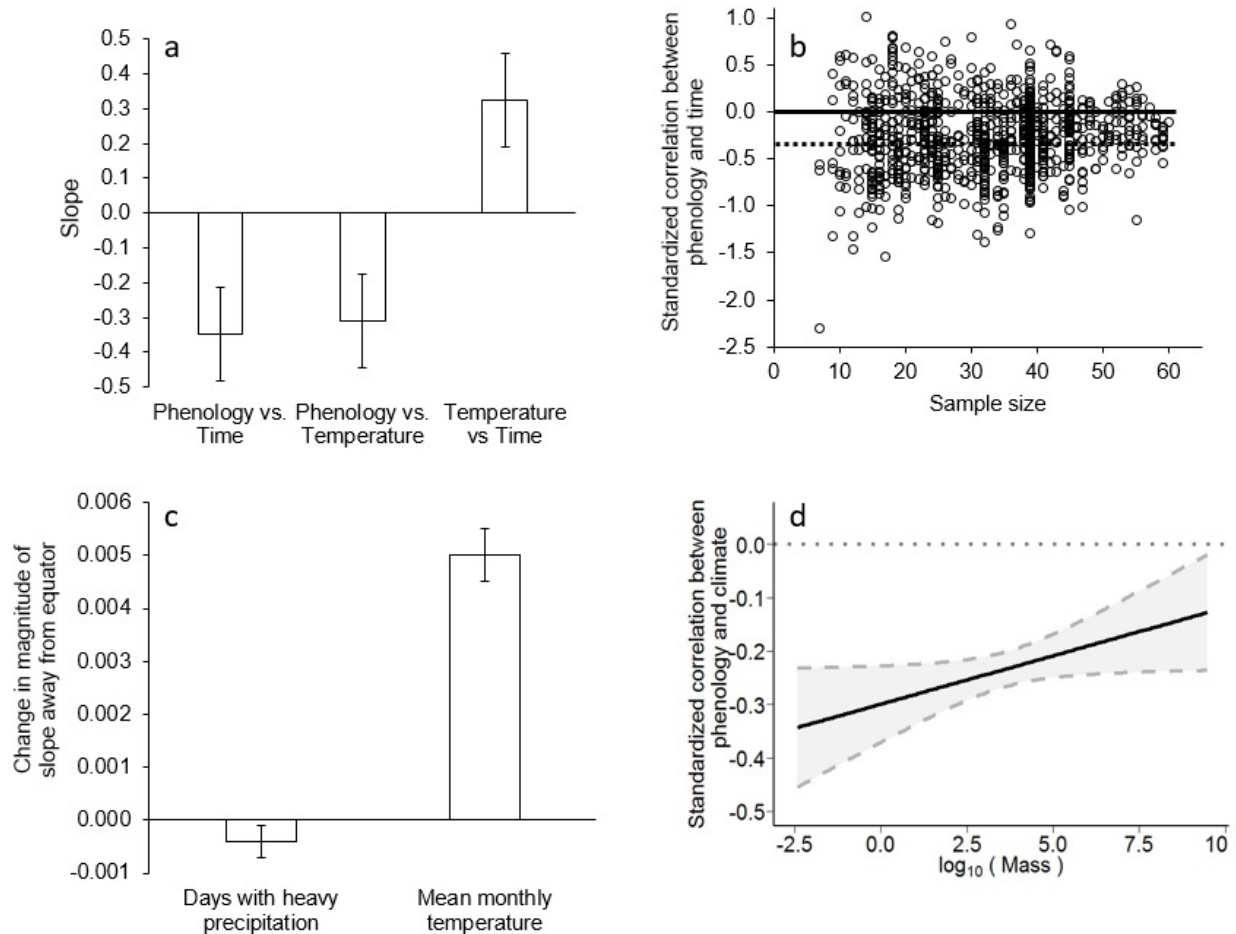 a
0.5
0.4
0.3
0.2
0.1
0.0
-0.1
-0.2
-0.3
-0.4
-0.5
Slope
Phenology vs.
Time
Phenology vs.
Temperature
Temperature
vs Time
b
1.0
0.5
0.0
-0.5
-1.0
-1.5
-2.0
-2.5
Standardized correlation between
phenology and time
0 10 20 30 40 50 60
Sample size
c
0.006
0.005
0.004
0.003
0.002
0.001
0.000
-0.001
Change in magnitude of
slope away from equator
Days with heavy
precipitation
Mean monthly
temperature
d
0.0
-0.1
-0.2
-0.3
-0.4
-0.5
Standardized correlation between
phenology and climate
-2.5 0.0 2.5 5.0 7.5 10
log₁₀ ( Mass )